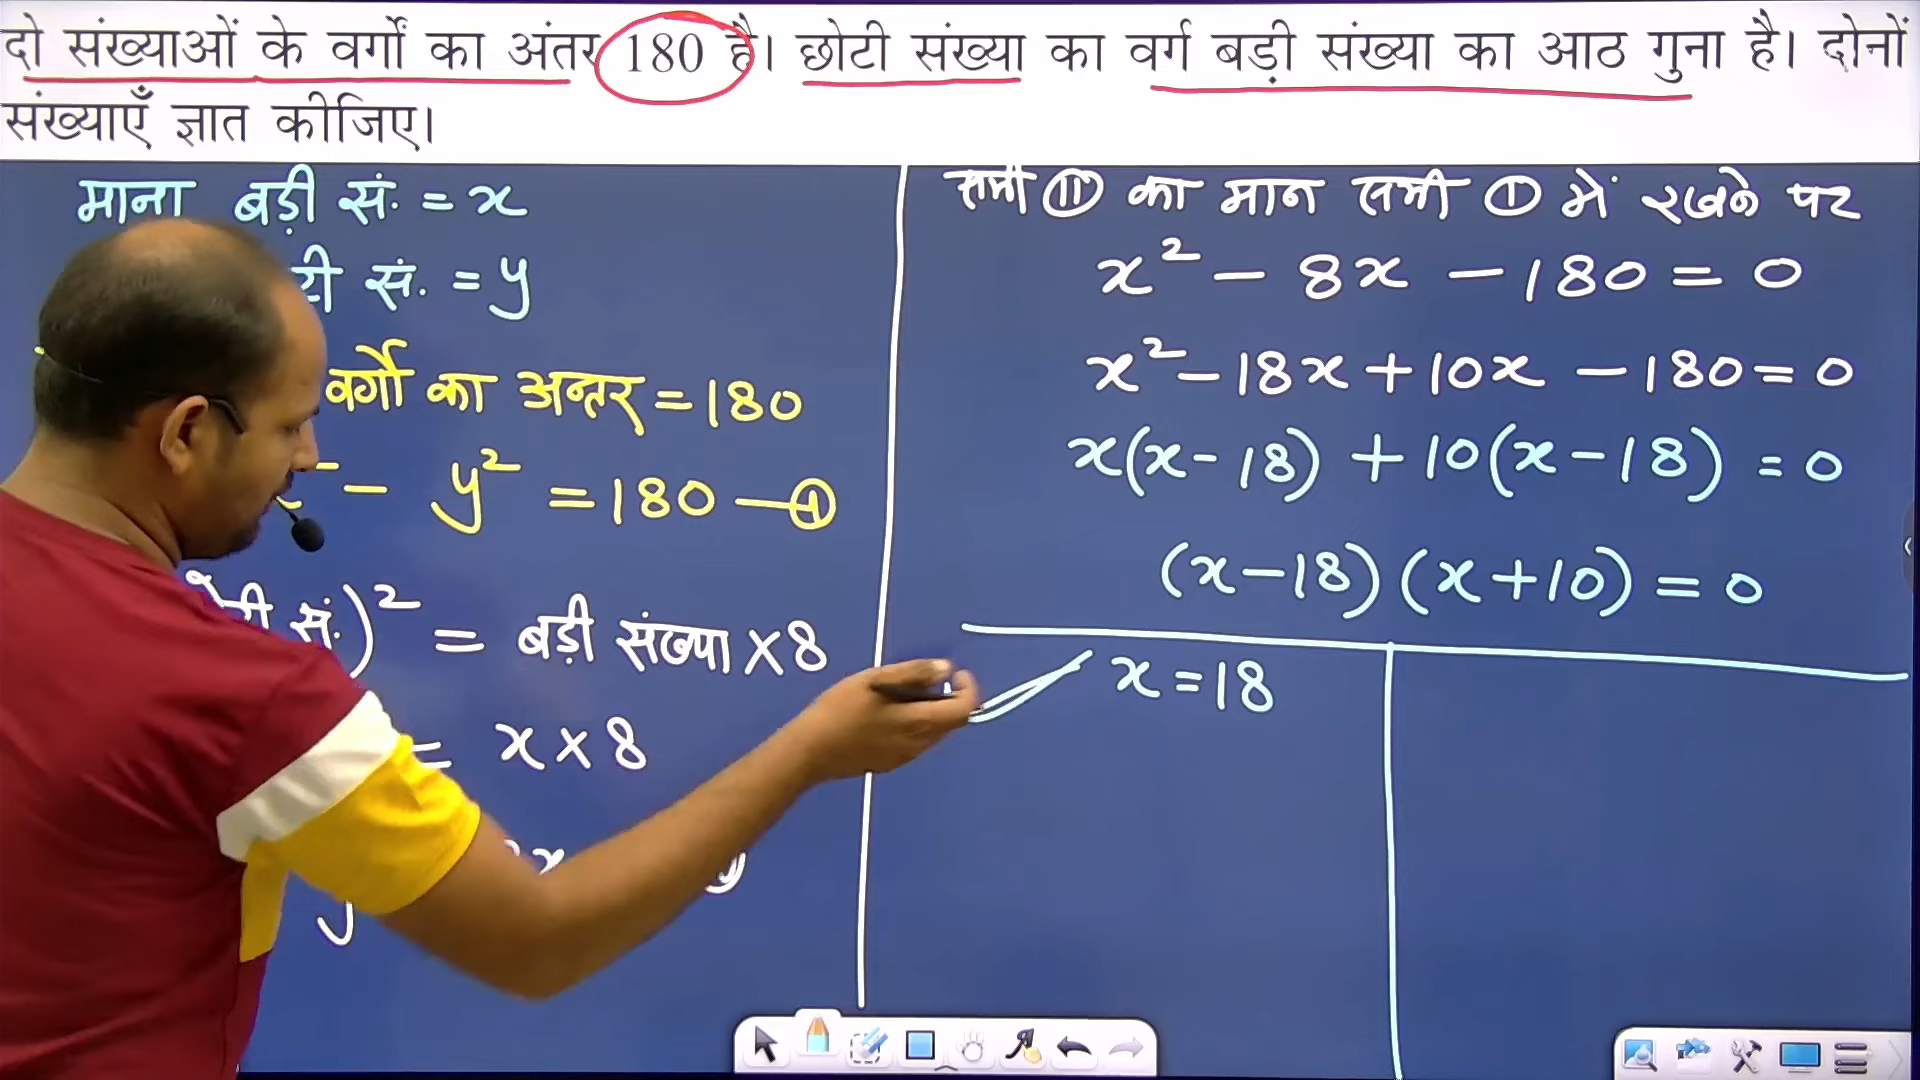 दो संख्याओं के वर्गों का अंतर 180 है। छोटी संख्या का वर्ग बड़ी संख्या का आठ गुना है। दोनों
संख्याएँ ज्ञात कीजिए।
माना बड़ी सं. = x
सं. = y
वर्गो का अन्तर = 180
- y² = 180 — ①
सं.)² = बड़ी संख्या × 8
= x × 8
समी ⑪ का मान समी ① में रखने पर
x² - 8x - 180 = 0
x² - 18x + 10x - 180 = 0
x(x - 18) + 10(x - 18) = 0
(x - 18) (x + 10) = 0
x = 18